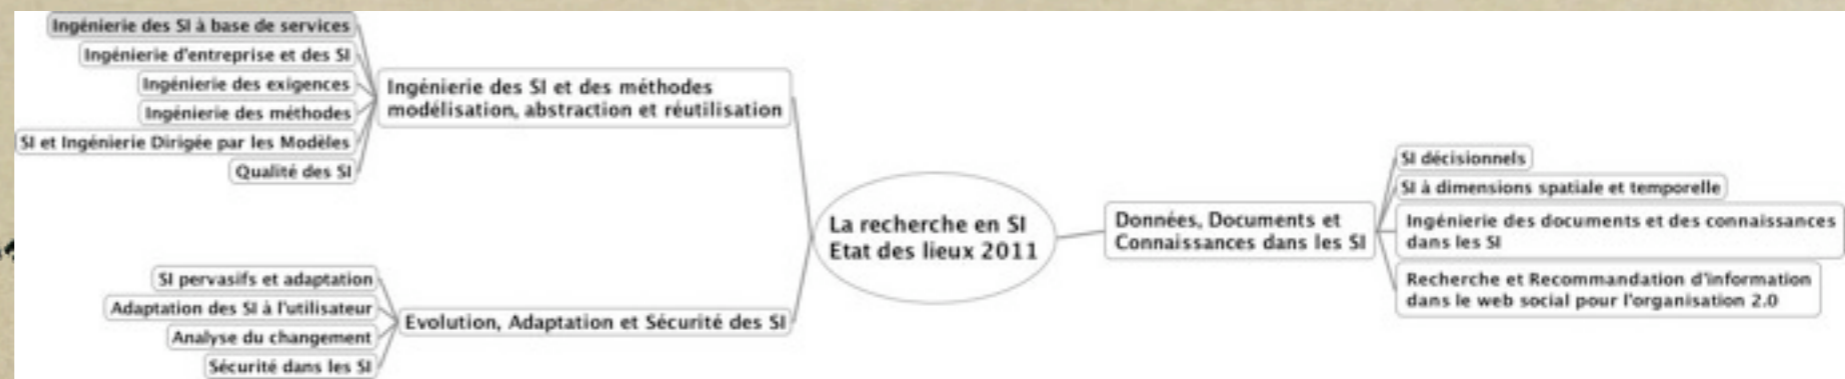 Ingénierie des SI à base de services
Ingénierie d'entreprise et des SI
Ingénierie des exigences
Ingénierie des méthodes
SI et Ingénierie Dirigée par les Modèles
Qualité des SI
Ingénierie des SI et des méthodes
modélisation, abstraction et réutilisation
SI pervasifs et adaptation
Adaptation des SI à l'utilisateur
Analyse du changement
Sécurité dans les SI
Evolution, Adaptation et Sécurité des SI
La recherche en SI
Etat des lieux 2011
Données, Documents et
Connaissances dans les SI
SI décisionnels
SI à dimensions spatiale et temporelle
Ingénierie des documents et des connaissances
dans les SI
Recherche et Recommandation d'information
dans le web social pour l'organisation 2.0